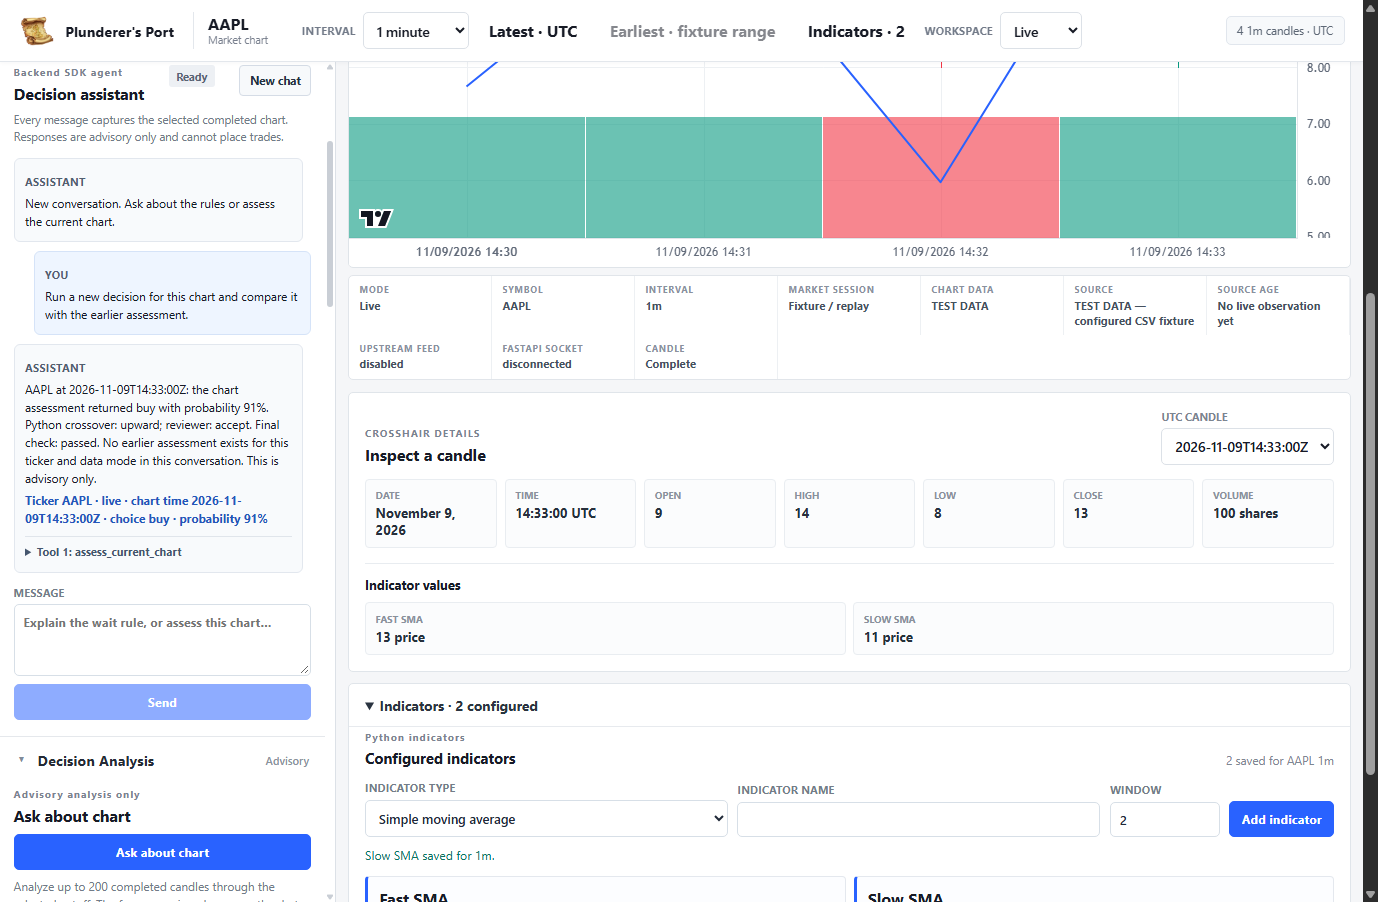 Plunderer's Port
AAPL
Market chart
INTERVAL
1 minute
Latest · UTC
Earliest · fixture range
Indicators · 2
WORKSPACE
Live
4 1m candles · UTC
Backend SDK agent
Decision assistant
Ready
New chat
Every message captures the selected completed chart.
Responses are advisory only and cannot place trades.
ASSISTANT
New conversation. Ask about the rules or assess
the current chart.
YOU
Run a new decision for this chart and compare it
with the earlier assessment.
ASSISTANT
AAPL at 2026-11-09T14:33:00Z: the chart
assessment returned buy with probability 91%.
Python crossover: upward; reviewer: accept. Final
check: passed. No earlier assessment exists for this
ticker and data mode in this conversation. This is
advisory only.
Ticker AAPL · live · chart time 2026-11-
09T14:33:00Z · choice buy · probability 91%
Tool 1: assess_current_chart
MESSAGE
Explain the wait rule, or assess this chart...
Send
Decision Analysis
Advisory
Advisory analysis only
Ask about chart
Ask about chart
Analyze up to 200 completed candles through the
8.00
7.00
6.00
5.00
11/09/2026 14:30
11/09/2026 14:31
11/09/2026 14:32
11/09/2026 14:33
MODE
Live
SYMBOL
AAPL
INTERVAL
1m
MARKET SESSION
Fixture / replay
CHART DATA
TEST DATA
SOURCE
TEST DATA —
configured CSV fixture
SOURCE AGE
No live observation
yet
UPSTREAM FEED
disabled
FASTAPI SOCKET
disconnected
CANDLE
Complete
CROSSHAIR DETAILS
Inspect a candle
UTC CANDLE
2026-11-09T14:33:00Z
DATE
November 9,
2026
TIME
14:33:00 UTC
OPEN
9
HIGH
14
LOW
8
CLOSE
13
VOLUME
100 shares
Indicator values
FAST SMA
13 price
SLOW SMA
11 price
Indicators · 2 configured
Python indicators
Configured indicators
2 saved for AAPL 1m
INDICATOR TYPE
Simple moving average
INDICATOR NAME
WINDOW
2
Add indicator
Slow SMA saved for 1m.
Fast SMA
Slow SMA